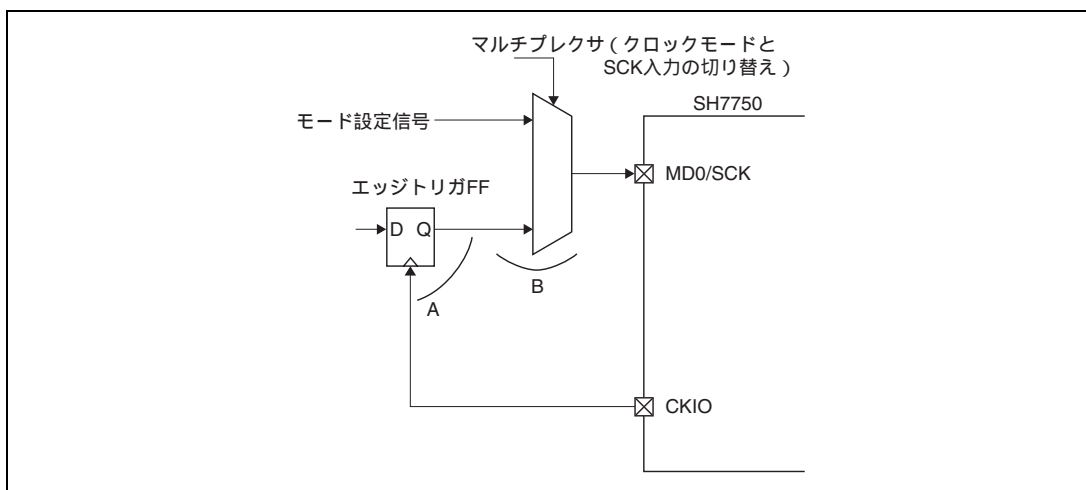 マルチプレクサ（クロックモードと
SCK入力の切り替え）
SH7750
モード設定信号
MD0/SCK
エッジトリガFF
D Q
A
B
CKIO